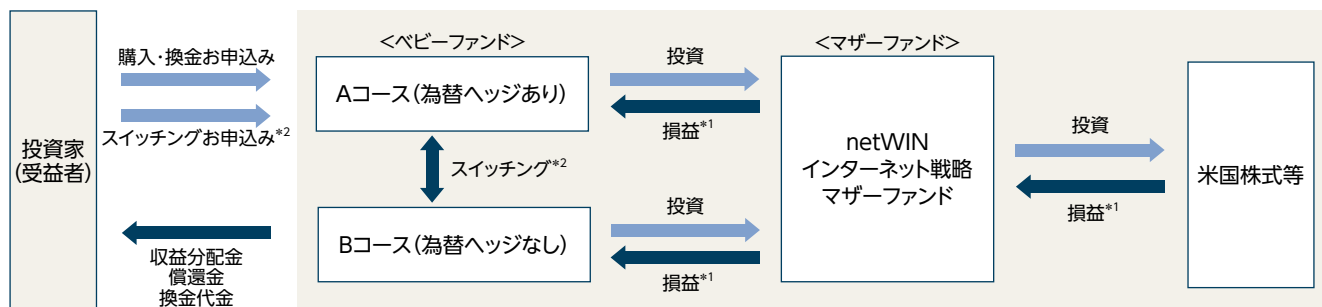 投資家
(受益者)
購入・換金お申込み
スイッチングお申込み*2
収益分配金
償還金
換金代金
<ベビーファンド>
Aコース(為替ヘッジあり)
スイッチング*2
Bコース(為替ヘッジなし)
投資
損益*1
投資
損益*1
<マザーファンド>
netWIN
インターネット戦略
マザーファンド
投資
損益*1
米国株式等